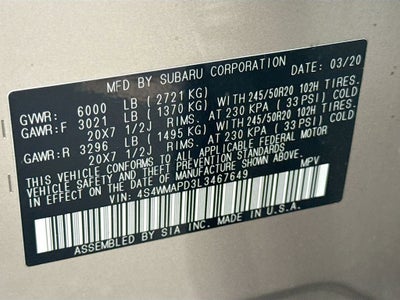 MFD BY SUBARU CORPORATION 03/20
GVWR: 6000 LB (2721 KG)
GAWR:F 3021 LB (1370 KG) WITH 245/50R20 102H TIRES.
20X7 1/2J RIMS. AT 230 KPA ( 33 PSI) COLD
GAWR:R 3296 LB (1495 KG) WITH 245/50R20 102H TIRES.
20X7 1/2J RIMS. AT 230 KPA ( 33 PSI) COLD
THIS VEHICLE CONFORMS TO ALL APPLICABLE FEDERAL MOTOR
VEHICLE SAFETY AND THEFT PREVENTION STANDARDS
IN EFFECT ON THE DATE OF MANUFACTURE SHOWN ABOVE.
VIN: 4S4WMAPD3L3467649 MPV
ASSEMBLED BY SIA INC. MADE IN U.S.A.